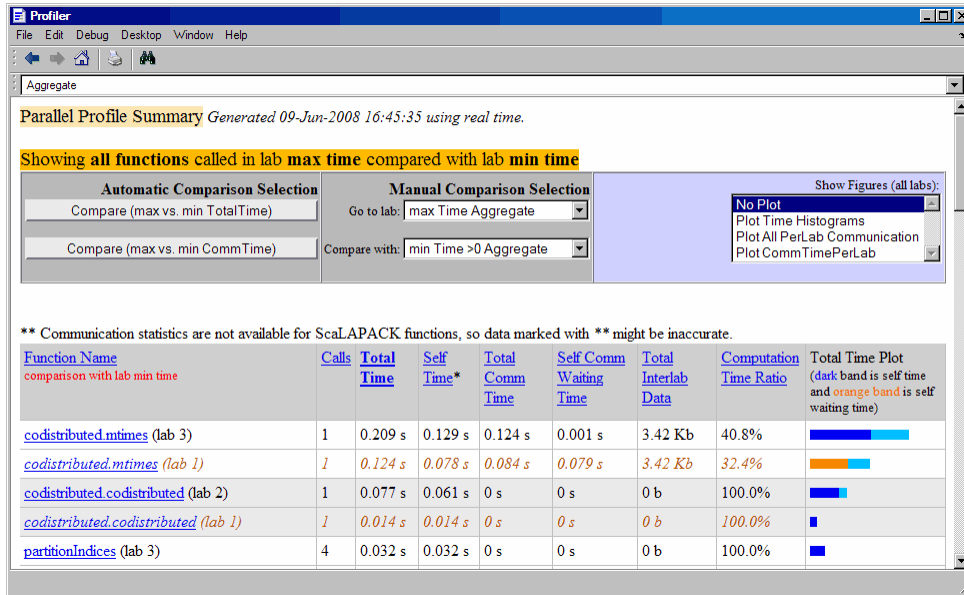 Profiler
File Edit Debug Desktop Window Help
Aggregate
Parallel Profile Summary Generated 09-Jun-2008 16:45:35 using real time.
Showing all functions called in lab max time compared with lab min time
Automatic Comparison Selection
Compare (max vs. min TotalTime)
Compare (max vs. min CommTime)
Manual Comparison Selection
Go to lab: max Time Aggregate
Compare with: min Time >0 Aggregate
Show Figures (all labs):
No Plot
Plot Time Histograms
Plot All PerLab Communication
Plot CommTimePerLab
** Communication statistics are not available for ScaLAPACK functions, so data marked with ** might be inaccurate.
Function Name
comparison with lab min time
Calls
Total
Time
Self
Time*
Total
Comm
Time
Self Comm
Waiting
Time
Total
Interlab
Data
Computation
Time Ratio
Total Time Plot
(dark band is self time
and orange band is self
waiting time)
codistributed.mtimes (lab 3) 1 0.209 s 0.129 s 0.124 s 0.001 s 3.42 Kb 40.8%
codistributed.mtimes (lab 1) 1 0.124 s 0.078 s 0.084 s 0.079 s 3.42 Kb 32.4%
codistributed.codistributed (lab 2) 1 0.077 s 0.061 s 0 s 0 s 0 b 100.0%
codistributed.codistributed (lab 1) 1 0.014 s 0.014 s 0 s 0 s 0 b 100.0%
partitionIndices (lab 3) 4 0.032 s 0.032 s 0 s 0 s 0 b 100.0%